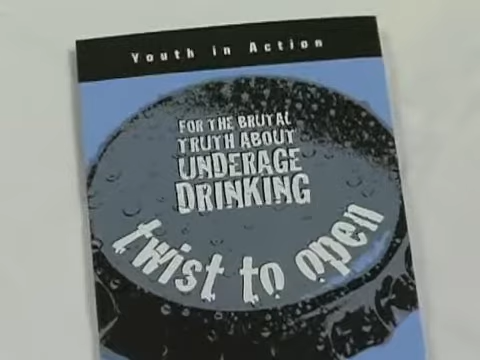 Youth in Action
FOR THE BRUTAL
TRUTH ABOUT
UNDERAGE
DRINKING
twist to open